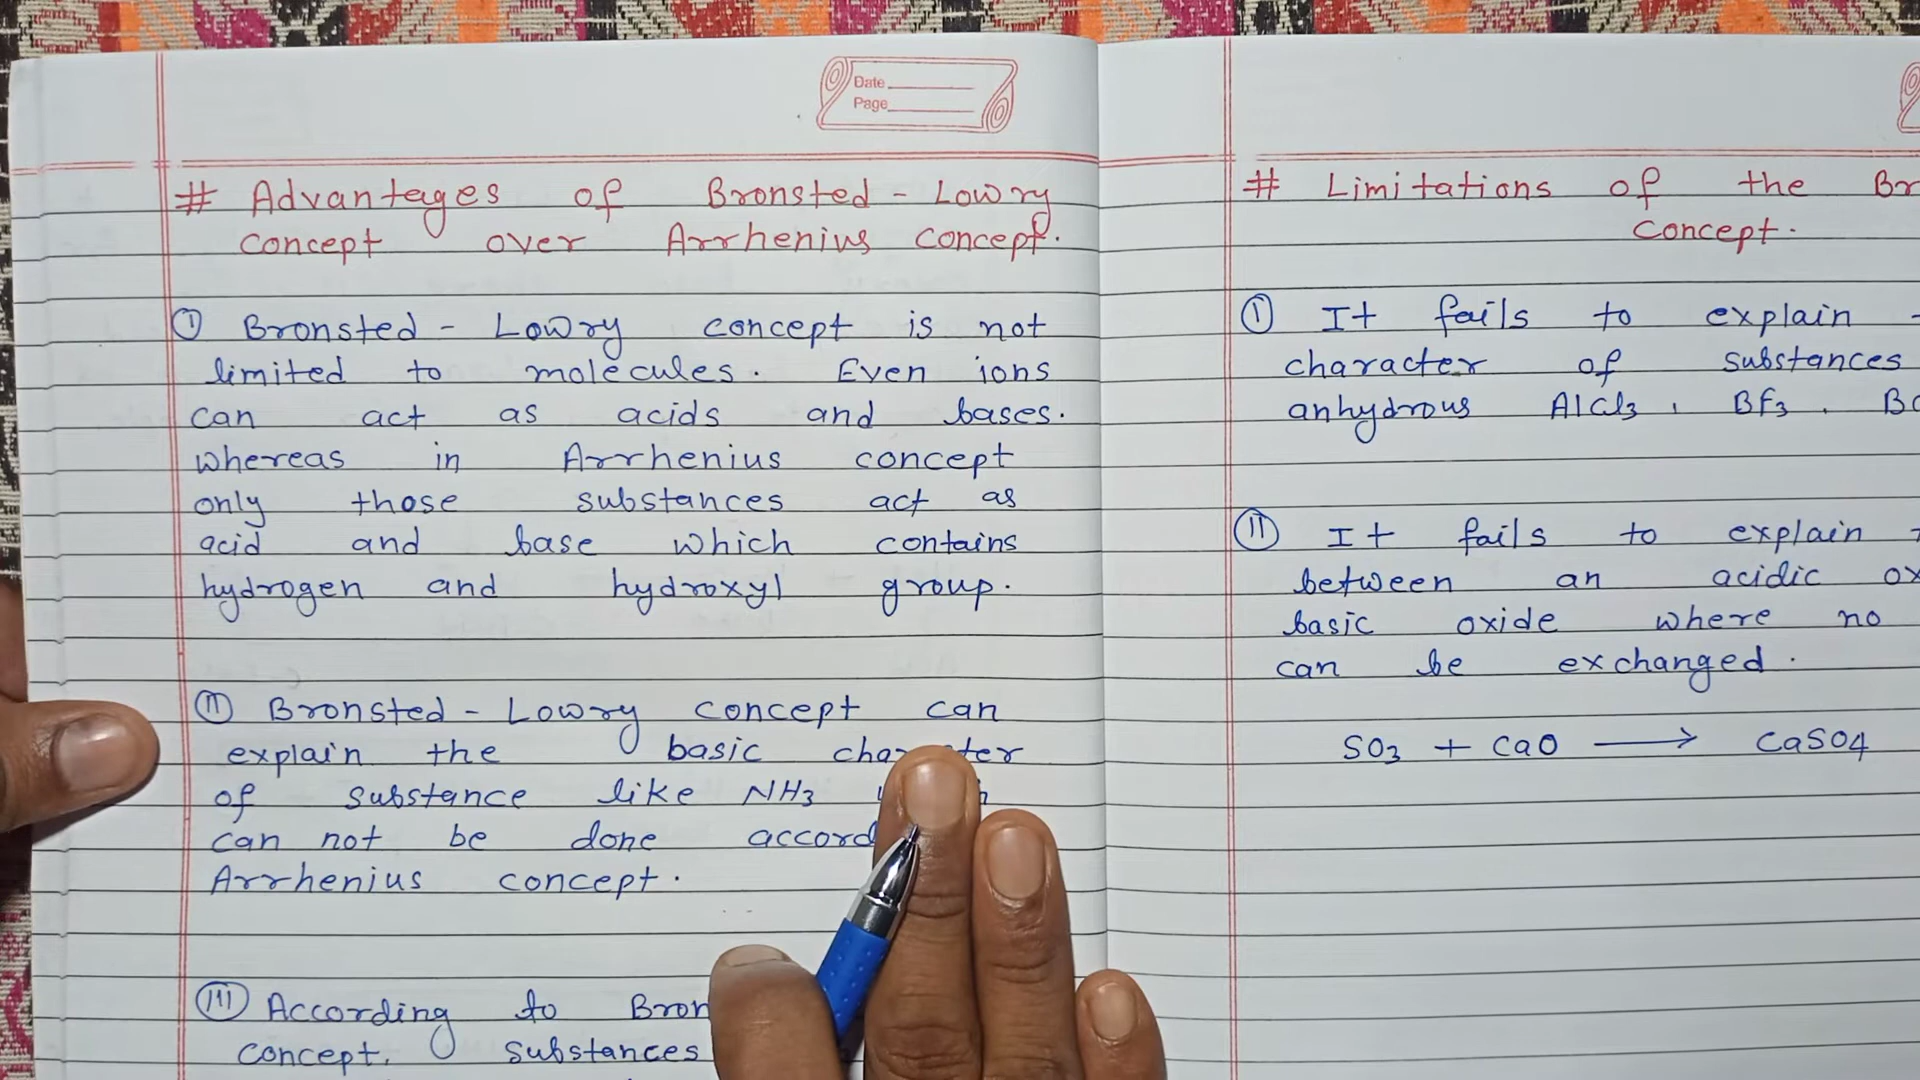 Date
Page
# Advantages of Bronsted - Lowry
concept over Arrhenius concept.
I Bronsted - Lowry concept is not
limited to molecules. Even ions
can act as acids and bases.
whereas in Arrhenius concept
only those substances act as
acid and base which contains
hydrogen and hydroxyl group.
II Bronsted - Lowry concept can
explain the basic character
of substance like NH3
can not be done
Arrhenius concept.
III According to
concept. substances
# Limitations of the
concept.
I It fails to explain
character of substances
anhydrous AlCl3, BF3,
II It fails to explain
between an acidic
basic oxide where no
can be exchanged.
SO3 + CaO → CaSO4